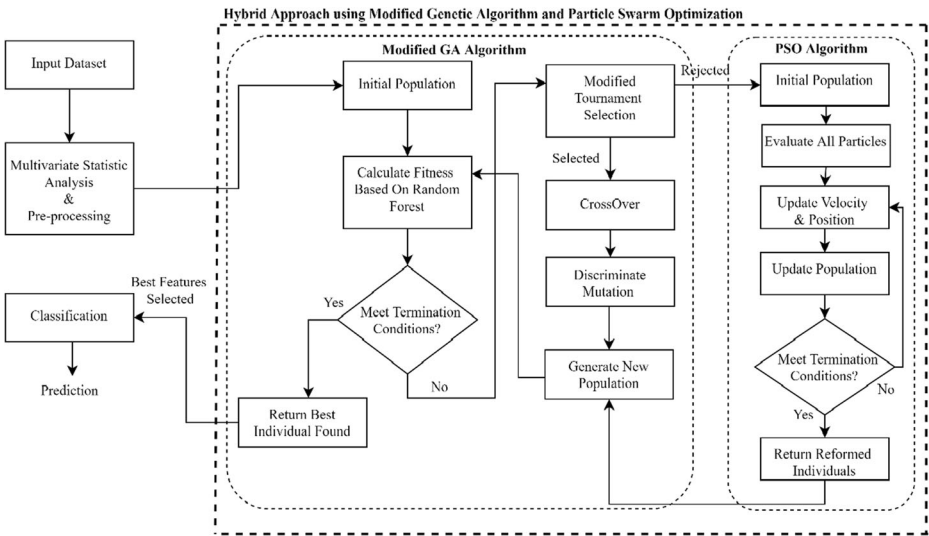 Hybrid Approach using Modified Genetic Algorithm and Particle Swarm Optimization
Input Dataset
Multivariate Statistic
Analysis
&
Pre-processing
Best Features
Selected
Classification
Prediction
Modified GA Algorithm
Initial Population
Calculate Fitness
Based On Random
Forest
Meet Termination
Conditions?
Yes
No
Return Best
Individual Found
Modified
Tournament
Selection
Rejected
Selected
CrossOver
Discriminate
Mutation
Generate New
Population
PSO Algorithm
Initial Population
Evaluate All Particles
Update Velocity
& Position
Update Population
Meet Termination
Conditions?
No
Yes
Return Reformed
Individuals